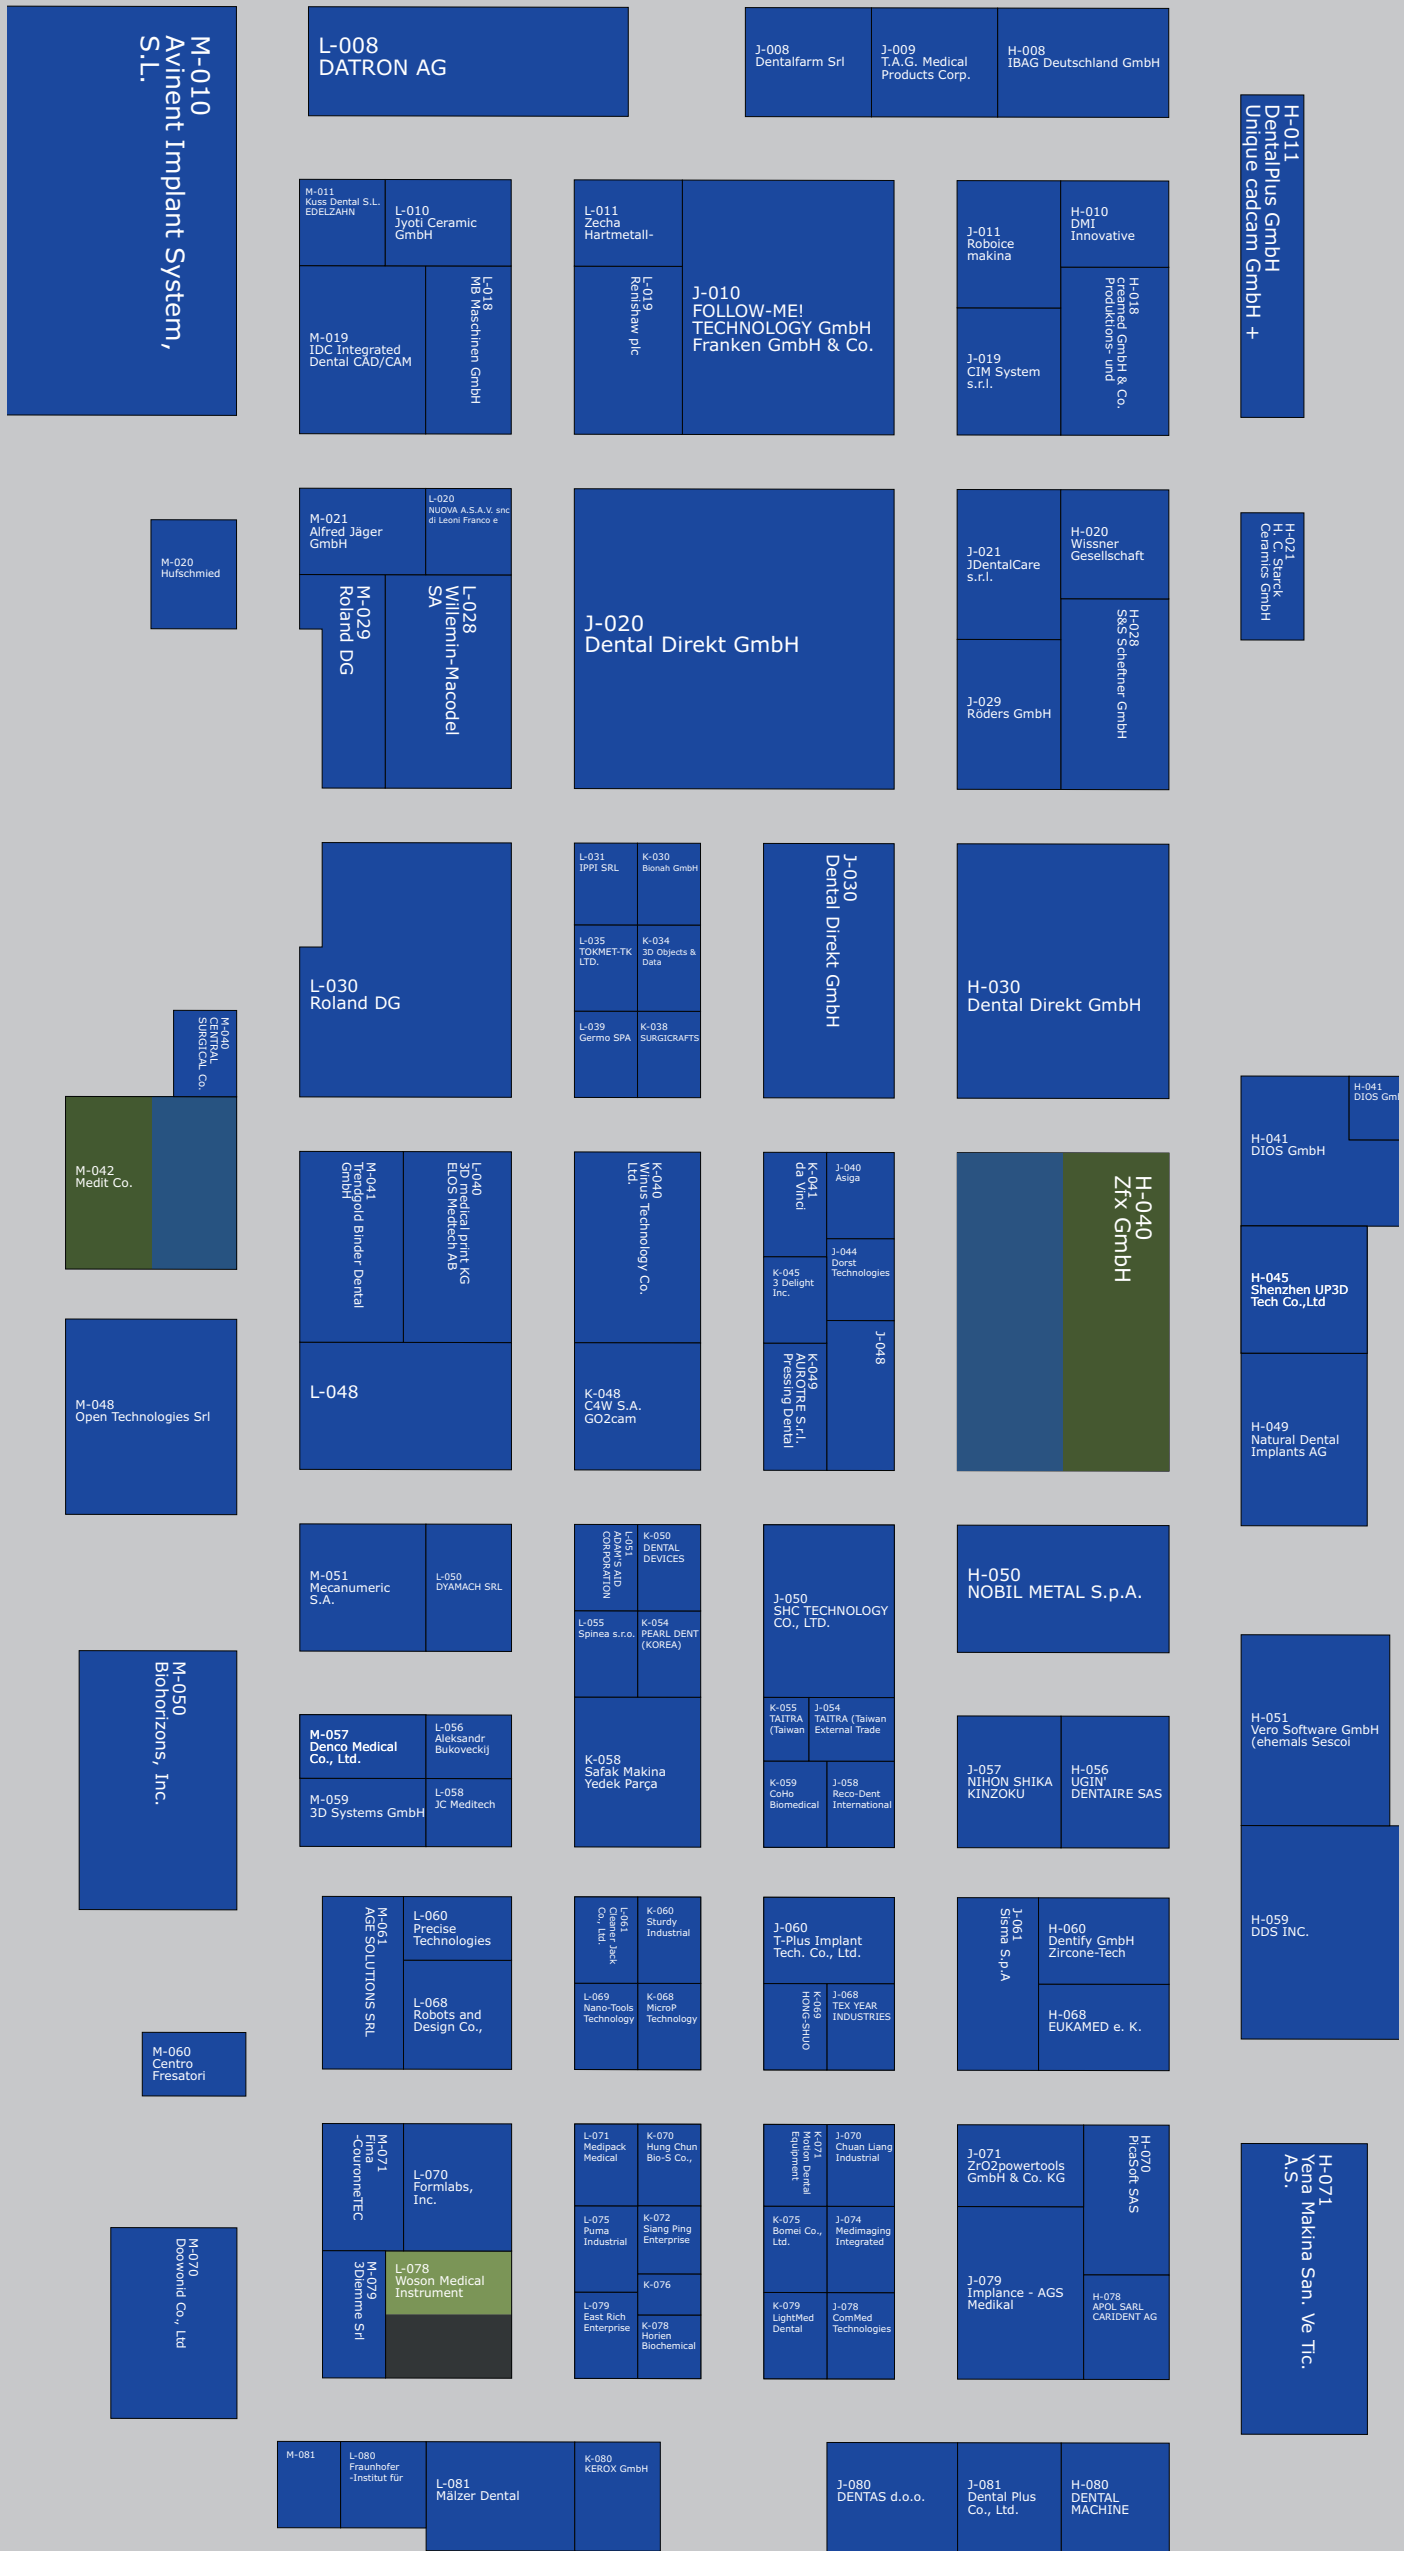 M-010
Avinent Implant System,
S.L.
L-008
DATRON AG
J-008
Dentalfarm Srl
J-009
T.A.G. Medical
Products Corp.
H-008
IBAG Deutschland GmbH
H-011
DentalPlus GmbH
Unique cadcam GmbH +
M-011
Kuss Dental S.L.
EDELZAHN
L-010
Jyoti Ceramic
GmbH
M-019
IDC Integrated
Dental CAD/CAM
L-018
MB Maschinen GmbH
L-011
Zecha
Hartmetall-
L-019
Renishaw plc
J-010
FOLLOW-ME!
TECHNOLOGY GmbH
Franken GmbH & Co.
J-011
Roboice
makina
H-010
DMI
Innovative
J-019
CIM System
s.r.l.
H-018
creamed GmbH & Co.
Produktions- und
M-020
Hufschmied
M-021
Alfred Jäger
GmbH
L-020
NUOVA A.S.A.V. snc
di Leoni Franco e
M-029
Roland DG
L-028
Willemin-Macodel
SA
J-020
Dental Direkt GmbH
J-021
JDentalCare
s.r.l.
H-020
Wissner
Gesellschaft
J-029
Röders GmbH
H-028
S&S Scheftner GmbH
H-021
H. C. Starck
Ceramics GmbH
L-030
Roland DG
L-031
IPPI SRL
K-030
Bionah GmbH
L-035
TOKMET-TK
LTD.
K-034
3D Objects &
Data
L-039
Germo SPA
K-038
SURGICRAFTS
J-030
Dental Direkt GmbH
H-030
Dental Direkt GmbH
M-040
CENTRAL
SURGICAL Co.
M-042
Medit Co.
M-048
Open Technologies Srl
M-041
Trendgold Binder Dental
GmbH
L-040
3D medical print KG
ELOS Medtech AB
L-048
K-040
Winus Technology Co.
Ltd.
K-048
C4W S.A.
GO2cam
K-041
da Vinci
J-040
Asiga
K-045
3 Delight
Inc.
J-044
Dorst
Technologies
K-049
AUROTRE S.r.l.
Pressing Dental
J-048
H-040
Zfx GmbH
H-041
DIOS GmbH
H-041
DIOS Gml
H-045
Shenzhen UP3D
Tech Co.,Ltd
H-049
Natural Dental
Implants AG
M-051
Mecanumeric
S.A.
L-050
DYAMACH SRL
L-051
ADAM'S AID
CORPORATION
K-050
DENTAL
DEVICES
L-055
Spinea s.r.o.
K-054
PEARL DENT
(KOREA)
K-058
Safak Makina
Yedek Parça
J-050
SHC TECHNOLOGY
CO., LTD.
K-055
TAITRA
(Taiwan
J-054
TAITRA (Taiwan
External Trade
K-059
CoHo
Biomedical
J-058
Reco-Dent
International
H-050
NOBIL METAL S.p.A.
M-050
Biohorizons, Inc.
M-057
Denco Medical
Co., Ltd.
L-056
Aleksandr
Bukoveckij
M-059
3D Systems GmbH
L-058
JC Meditech
J-057
NIHON SHIKA
KINZOKU
H-056
UGIN'
DENTAIRE SAS
H-051
Vero Software GmbH
(ehemals Sescoi
H-059
DDS INC.
M-061
AGE SOLUTIONS SRL
L-060
Precise
Technologies
L-068
Robots and
Design Co.,
L-061
Cleaner Jack
Co., Ltd.
K-060
Sturdy
Industrial
L-069
Nano-Tools
Technology
K-068
MicroP
Technology
J-060
T-Plus Implant
Tech. Co., Ltd.
K-069
HONG-SHUO
J-068
TEX YEAR
INDUSTRIES
J-061
Sisma S.p.A
H-060
Dentify GmbH
Zircone-Tech
H-068
EUKAMED e. K.
M-060
Centro
Fresatori
M-070
Doowonid Co., Ltd
M-071
Fima
-CouronneTEC
L-070
Formlabs,
Inc.
M-079
3Diemme Srl
L-078
Woson Medical
Instrument
L-071
Medipack
Medical
K-070
Hung Chun
Bio-S Co.,
L-075
Puma
Industrial
K-072
Siang Ping
Enterprise
K-076
L-079
East Rich
Enterprise
K-078
Horien
Biochemical
K-071
Motion Dental
Equipment
J-070
Chuan Liang
Industrial
K-075
Bomei Co.,
Ltd.
J-074
Medimaging
Integrated
K-079
LightMed
Dental
J-078
ComMed
Technologies
J-071
ZrO2powertools
GmbH & Co. KG
H-070
PicaSoft SAS
J-079
Implance - AGS
Medikal
H-078
APOL SARL
CARIDENT AG
H-071
Yena Makina San. Ve Tic.
A.S.
M-081
L-080
Fraunhofer
-Institut für
L-081
Mälzer Dental
K-080
KEROX GmbH
J-080
DENTAS d.o.o.
J-081
Dental Plus
Co., Ltd.
H-080
DENTAL
MACHINE